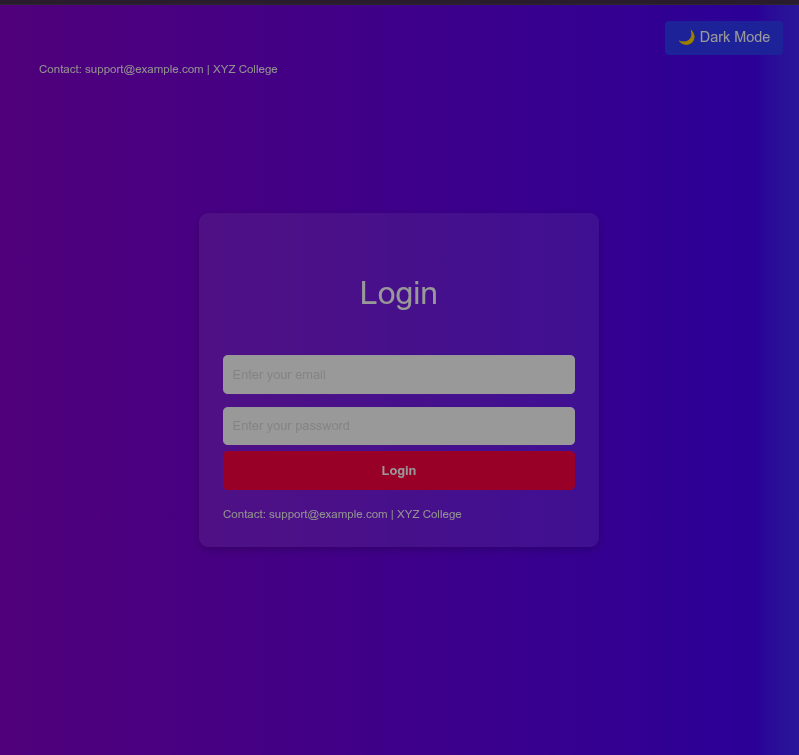 🌙 Dark Mode
Contact: support@example.com | XYZ College
Login
Enter your email
Enter your password
Login
Contact: support@example.com | XYZ College